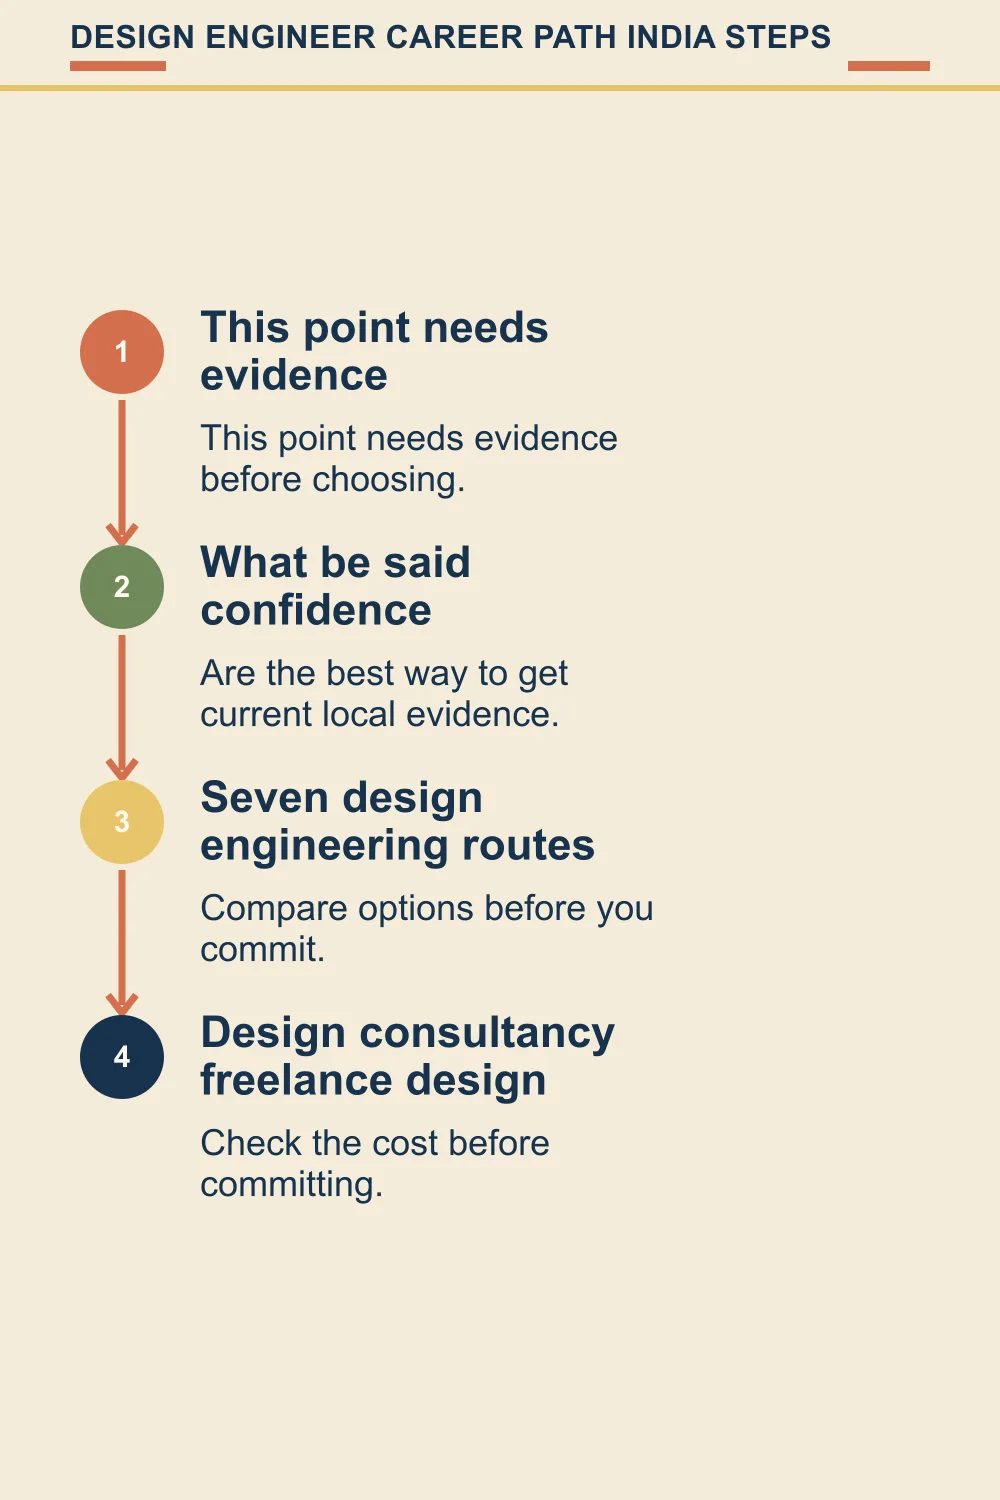 DESIGN ENGINEER CAREER PATH INDIA STEPS
1
This point needs
evidence
This point needs evidence
before choosing.
2
What be said
confidence
Are the best way to get
current local evidence.
3
Seven design
engineering routes
Compare options before you
commit.
4
Design consultancy
freelance design
Check the cost before
committing.